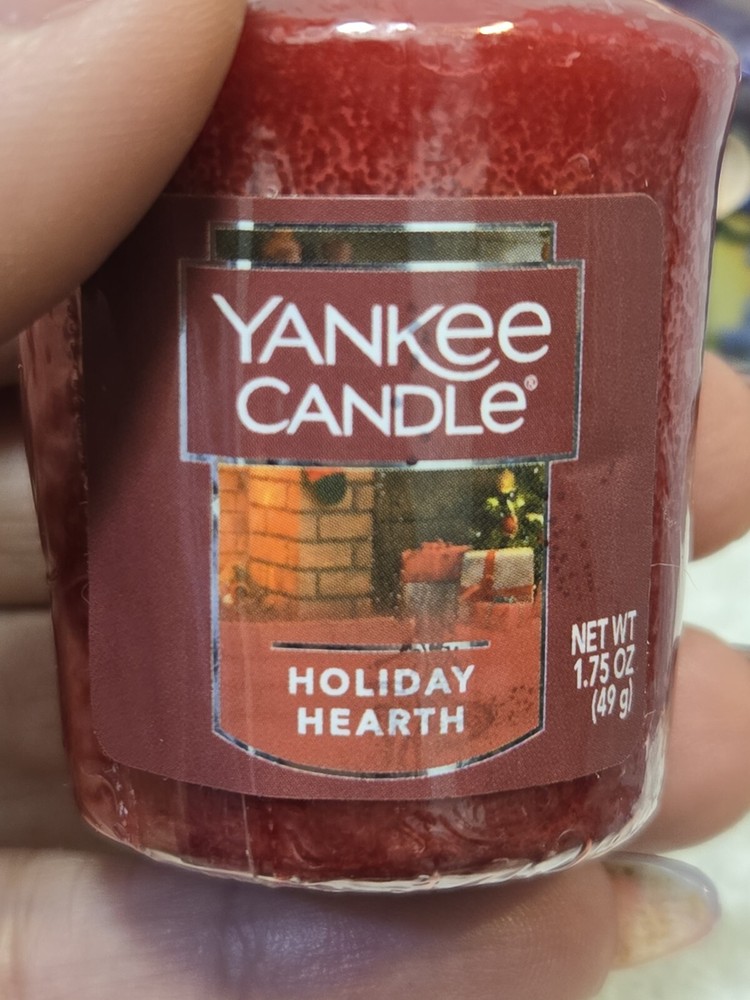 YANKEE
CANDLE®
HOLIDAY
HEARTH
NET WT
1.75 OZ
(49 g)